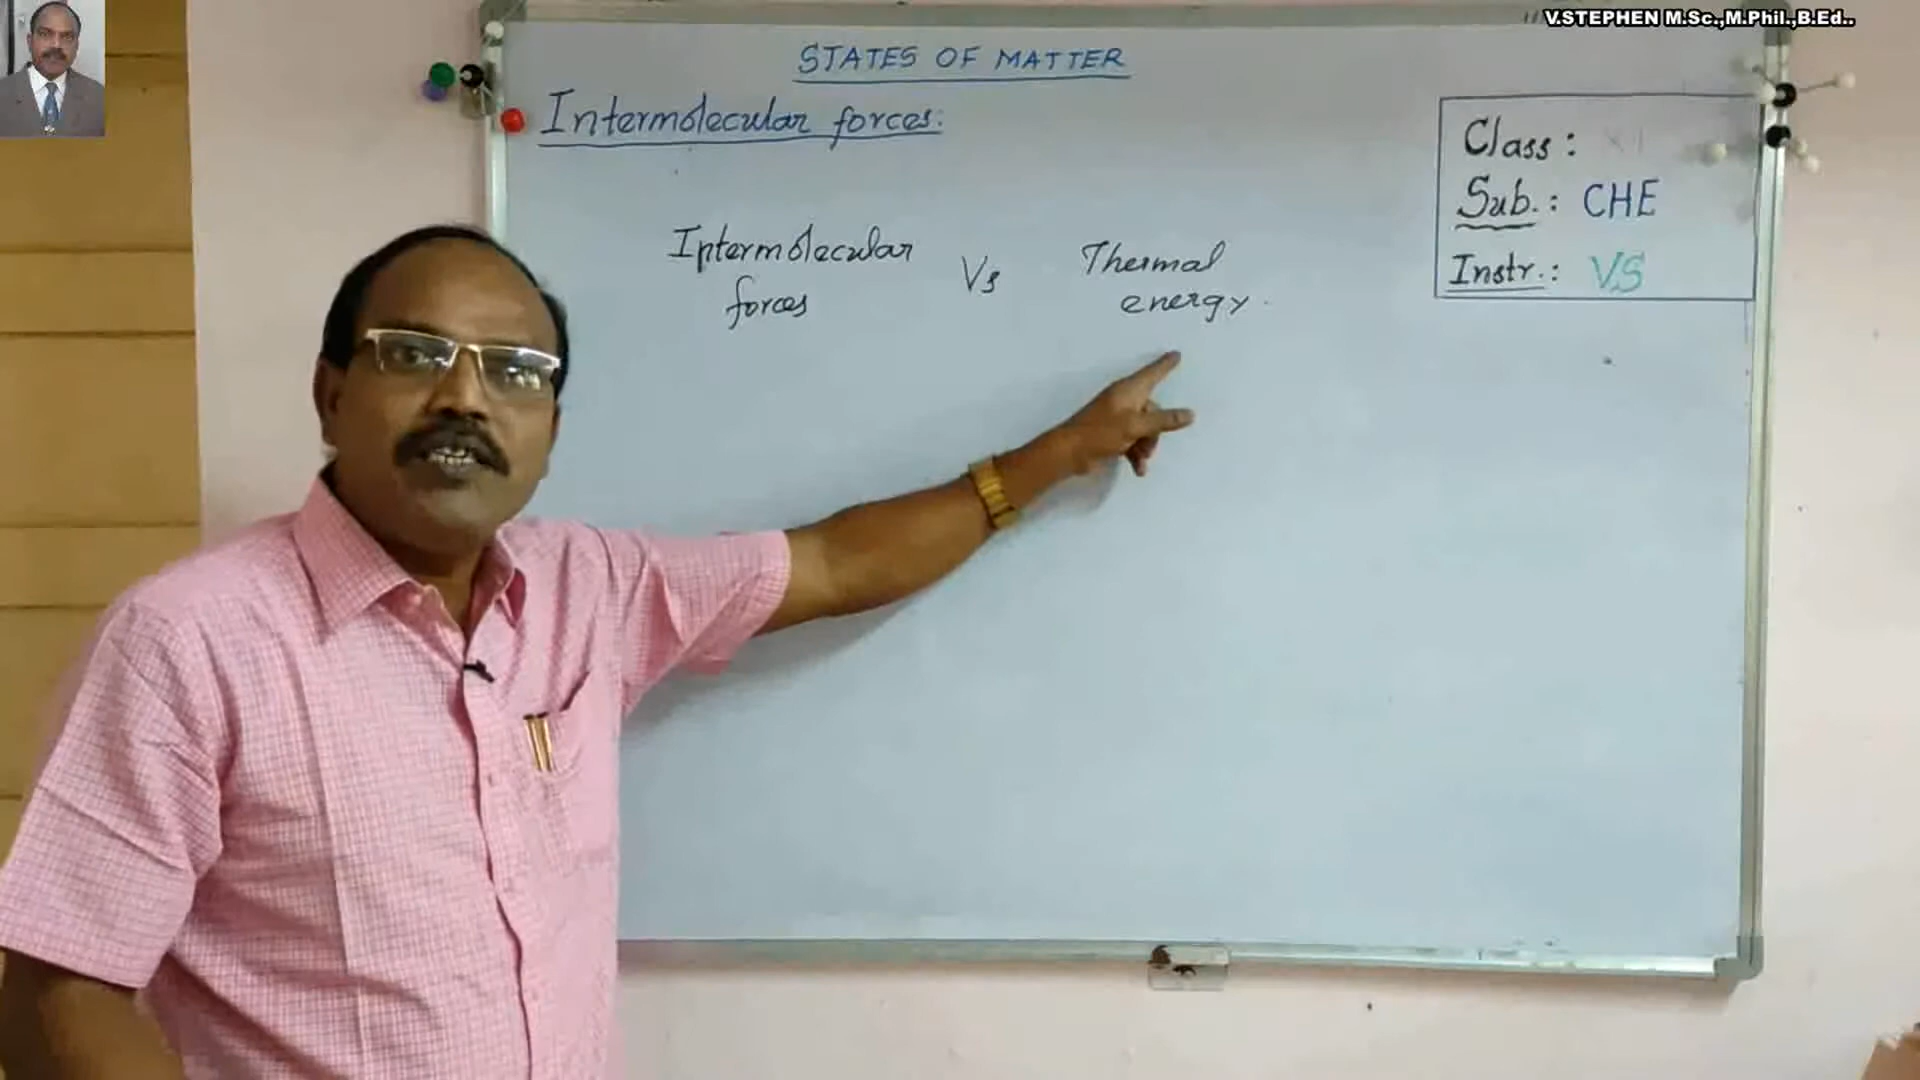 V.STEPHEN M.Sc.,M.Phil.,B.Ed..
STATES OF MATTER
Intermolecular forces:
Class: XI
Sub.: CHE
Instr.: VS
Intermolecular
forces
Vs
Thermal
energy.